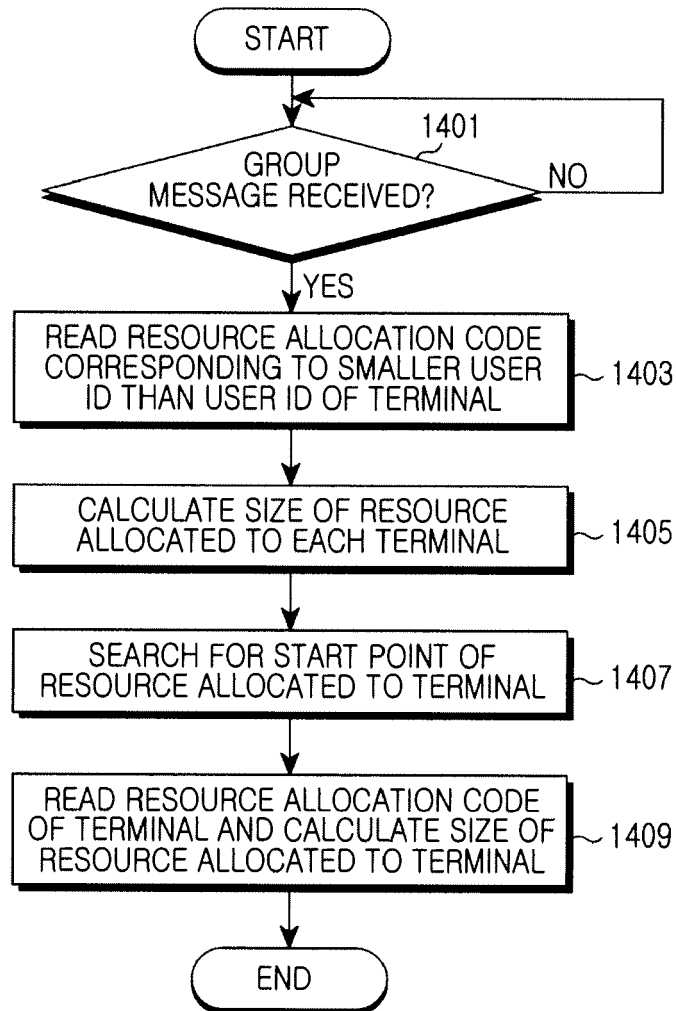 START
1401
GROUP
MESSAGE RECEIVED?
NO
YES
READ RESOURCE ALLOCATION CODE
CORRESPONDING TO SMALLER USER
ID THAN USER ID OF TERMINAL
1403
CALCULATE SIZE OF RESOURCE
ALLOCATED TO EACH TERMINAL
1405
SEARCH FOR START POINT OF
RESOURCE ALLOCATED TO TERMINAL
1407
READ RESOURCE ALLOCATION CODE
OF TERMINAL AND CALCULATE SIZE OF
RESOURCE ALLOCATED TO TERMINAL
1409
END